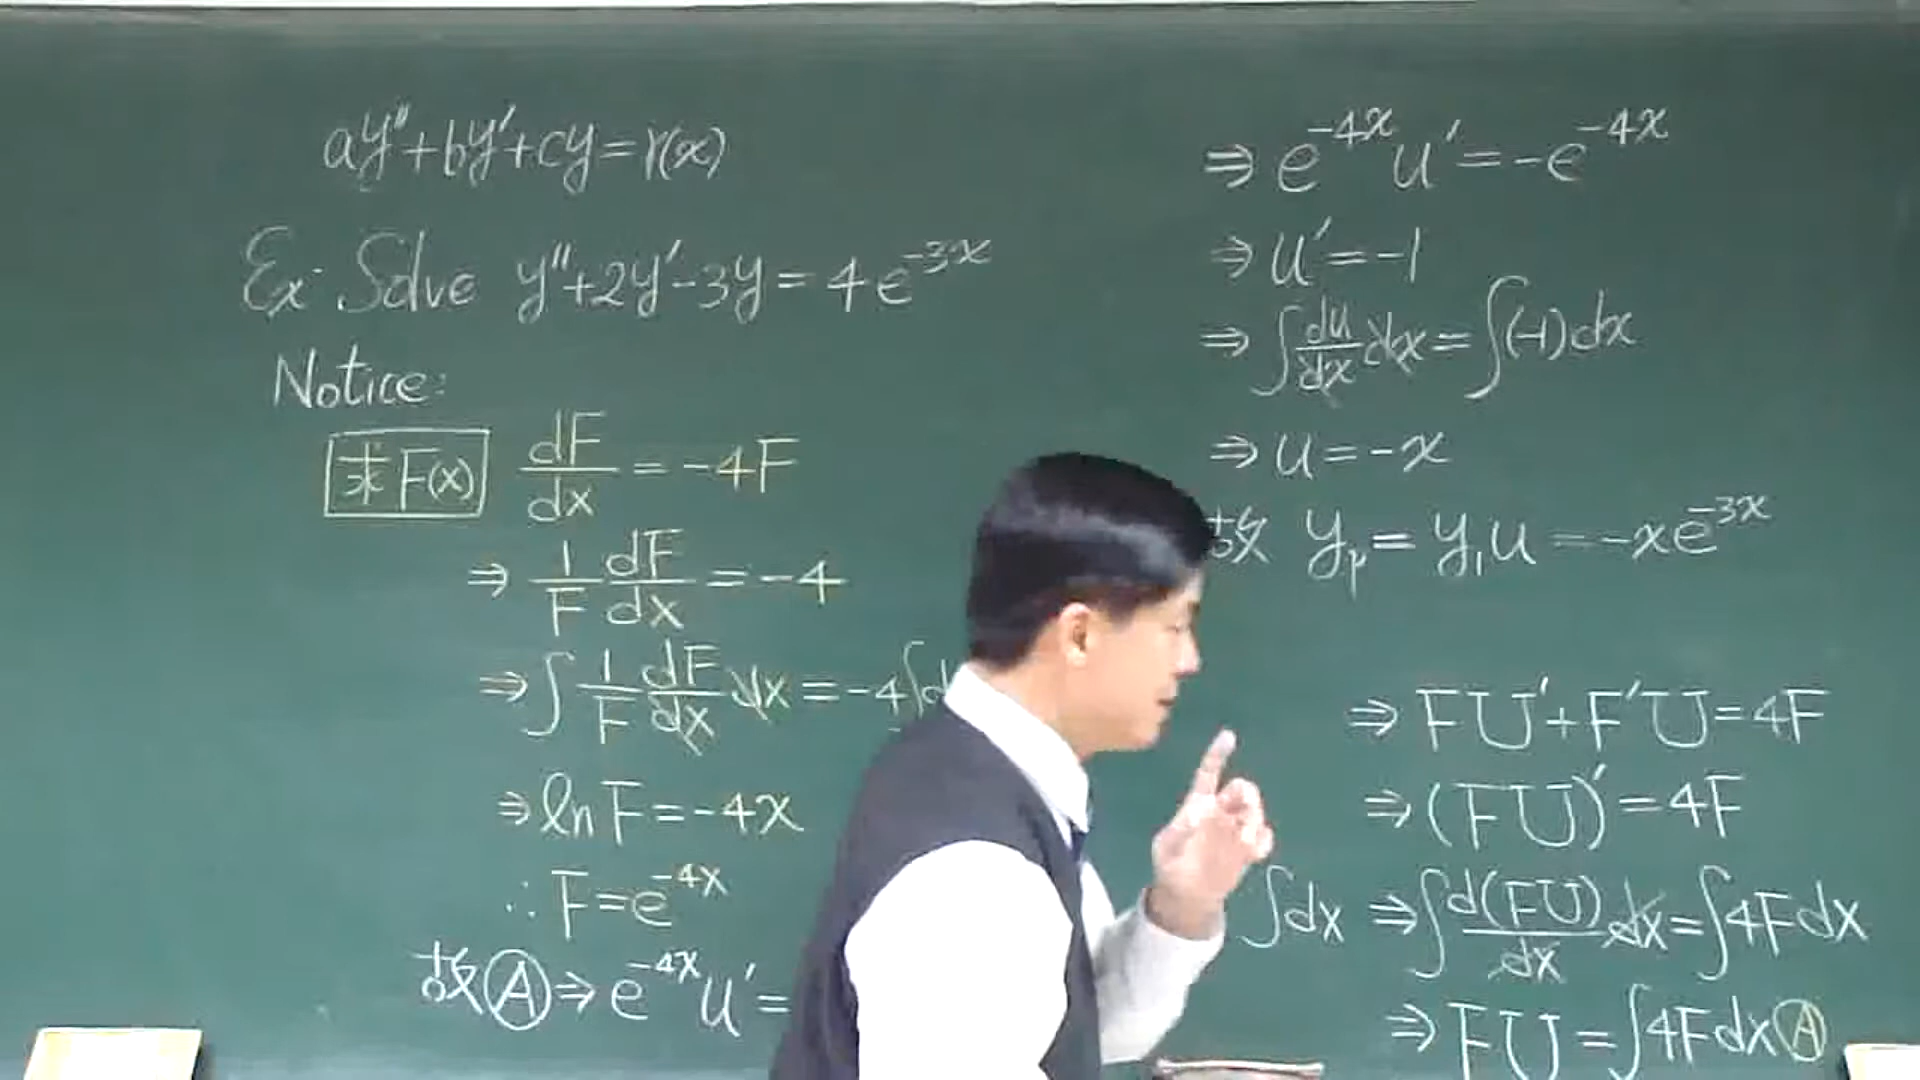 ay''+by'+cy=r(x)
Ex: Solve y''+2y'-3y=4e^{-3x}
Notice:
求F(x) dF/dx=-4F
⇒ 1/F dF/dx=-4
⇒∫ 1/F dF/dx dx=-4∫d
⇒ln F=-4x
∴ F=e^{-4x}
故Ⓐ⇒e^{-4x}u'=
⇒ e^{-4x}u'=-e^{-4x}
⇒ u'=-1
⇒ ∫ du/dx dx=∫(-1)dx
⇒ u=-x
故 y_p=y_1u=-xe^{-3x}
⇒ FU'+F'U=4F
⇒(FU)'=4F
∫dx ⇒∫ d(FU)/dx dx=∫4Fdx
⇒ FU=∫4FdxⒶ